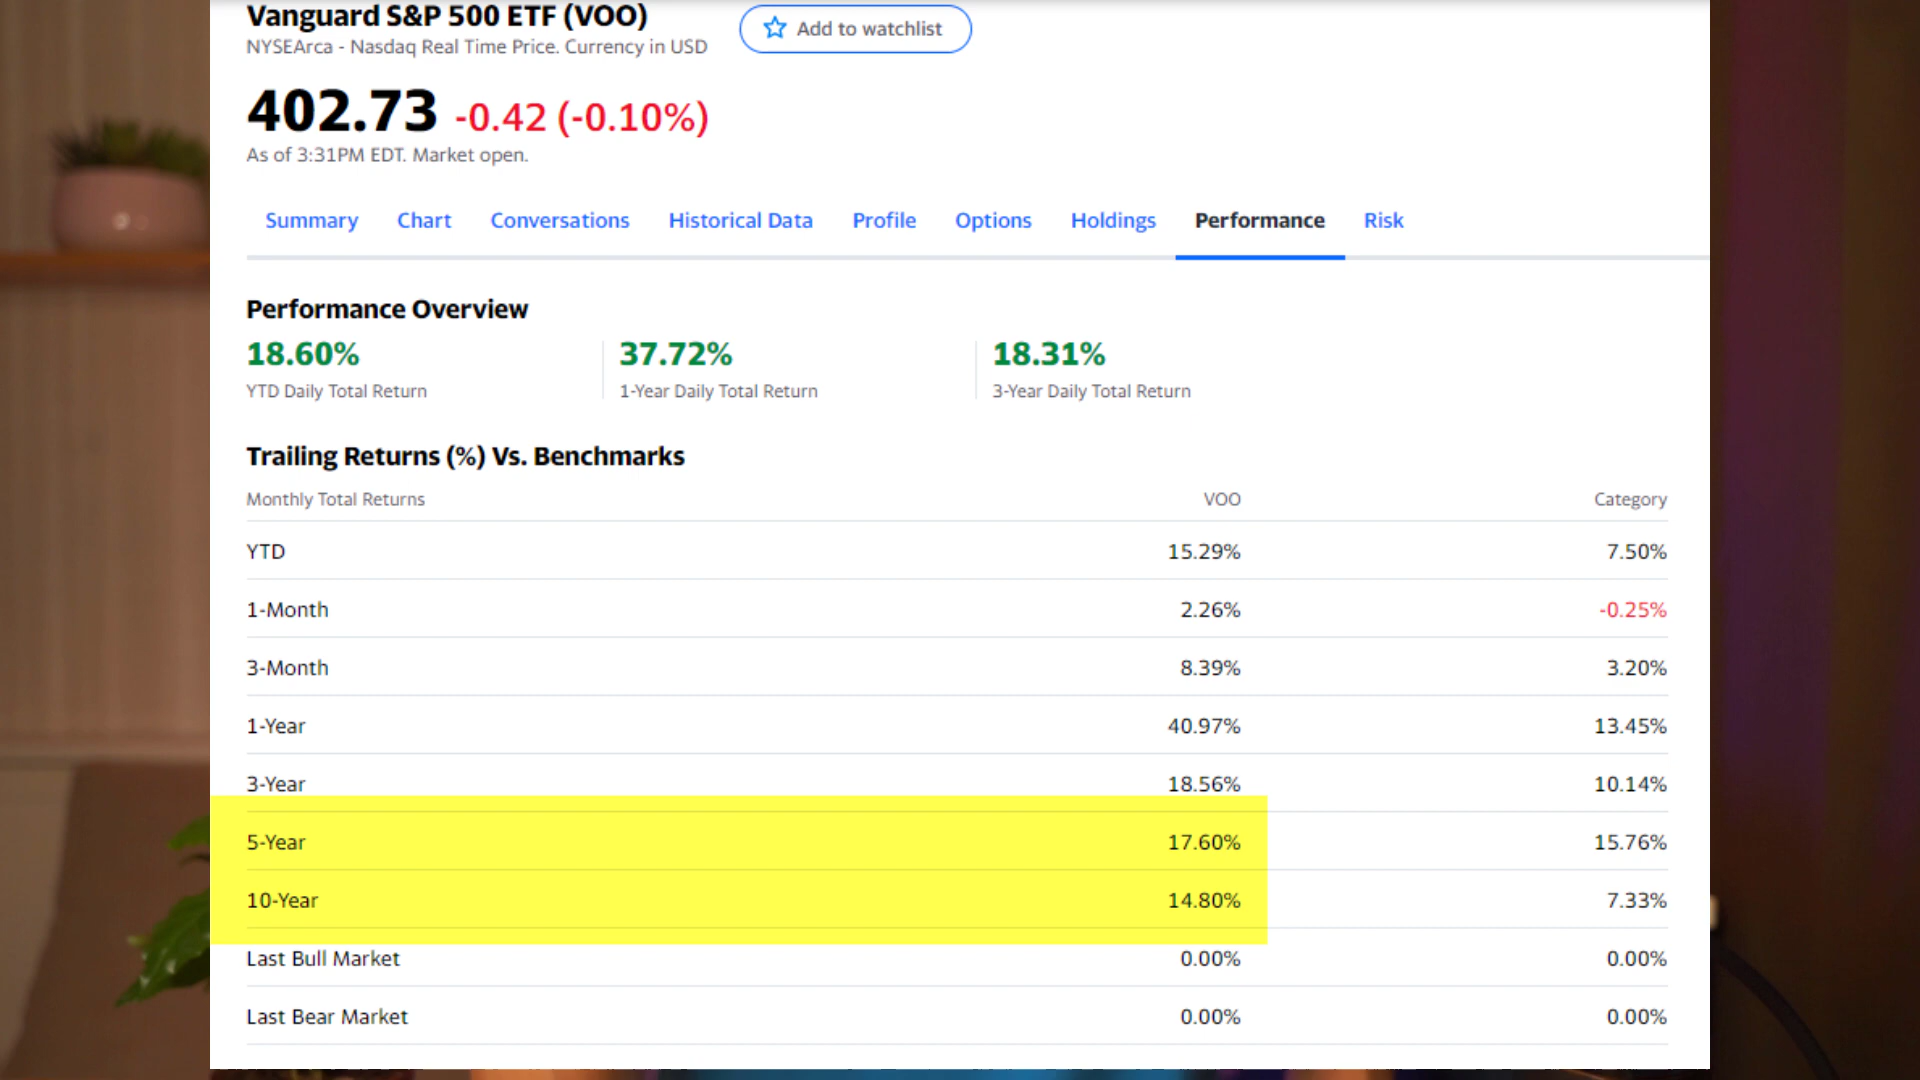 Vanguard S&P 500 ETF (VOO)
Add to watchlist
NYSEArca - Nasdaq Real Time Price. Currency in USD
402.73 -0.42 (-0.10%)
As of 3:31PM EDT. Market open.
Summary Chart Conversations Historical Data Profile Options Holdings Performance Risk
Performance Overview
18.60% 37.72% 18.31%
YTD Daily Total Return 1-Year Daily Total Return 3-Year Daily Total Return
Trailing Returns (%) Vs. Benchmarks
Monthly Total Returns VOO Category
YTD 15.29% 7.50%
1-Month 2.26% -0.25%
3-Month 8.39% 3.20%
1-Year 40.97% 13.45%
3-Year 18.56% 10.14%
5-Year 17.60% 15.76%
10-Year 14.80% 7.33%
Last Bull Market 0.00% 0.00%
Last Bear Market 0.00% 0.00%